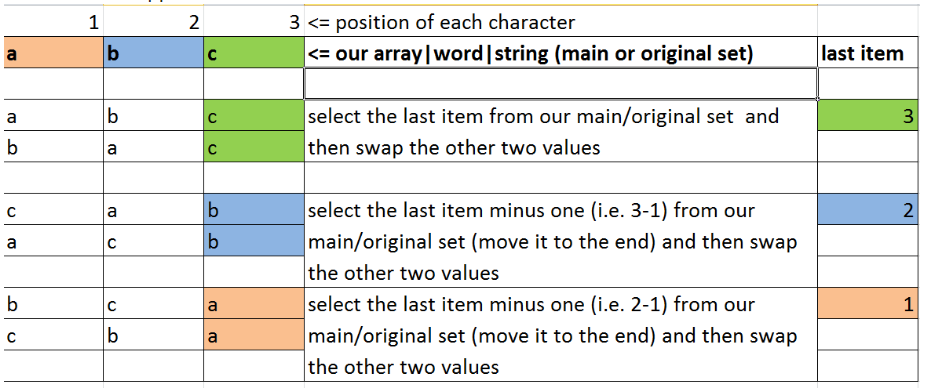 1 2 3 <= position of each character
a b c <= our array|word|string (main or original set) last item
a b c select the last item from our main/original set and 3
b a c then swap the other two values
c a b select the last item minus one (i.e. 3-1) from our 2
a c b main/original set (move it to the end) and then swap
the other two values
b c a select the last item minus one (i.e. 2-1) from our 1
c b a main/original set (move it to the end) and then swap
the other two values